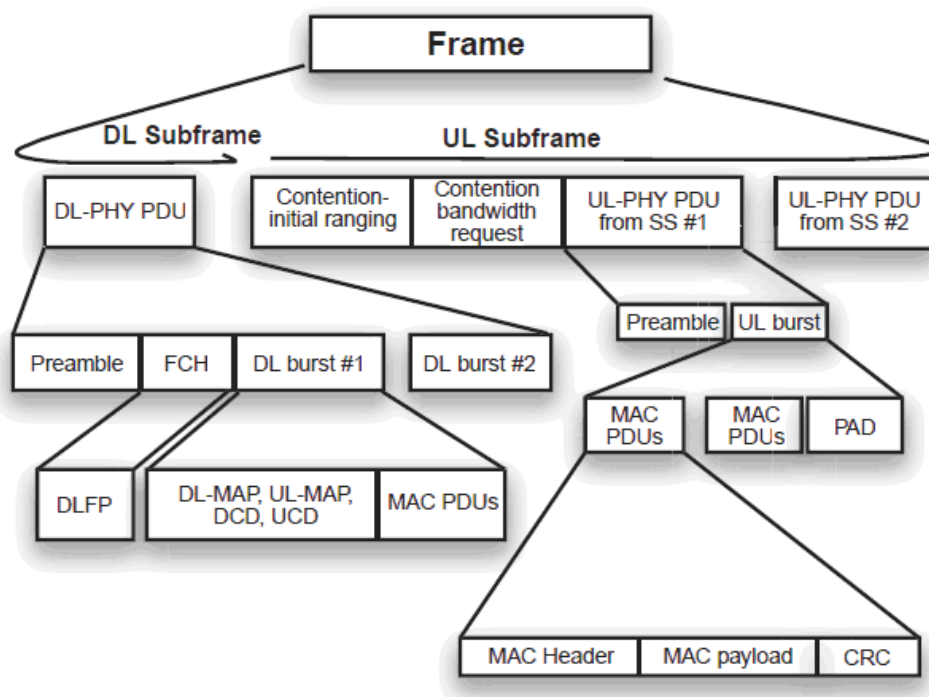 Frame
DL Subframe
UL Subframe
DL-PHY PDU
Contention-
initial ranging
Contention
bandwidth
request
UL-PHY PDU
from SS #1
UL-PHY PDU
from SS #2
Preamble
UL burst
Preamble
FCH
DL burst #1
DL burst #2
MAC
PDUs
MAC
PDUs
PAD
DLFP
DL-MAP, UL-MAP,
DCD, UCD
MAC PDUs
MAC Header
MAC payload
CRC